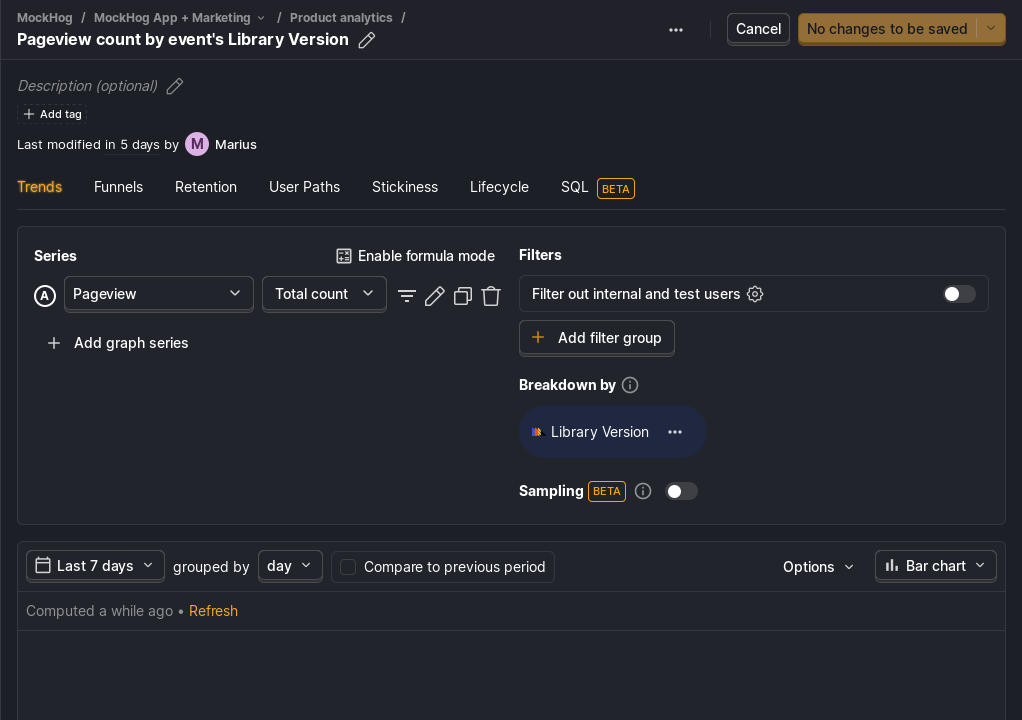 MockHog / MockHog App + Marketing / Product analytics /
Pageview count by event's Library Version
Cancel
No changes to be saved
Description (optional)
Add tag
Last modified in 5 days by M Marius
Trends Funnels Retention User Paths Stickiness Lifecycle SQL BETA
Series
Enable formula mode
A Pageview Total count
Add graph series
Filters
Filter out internal and test users
Add filter group
Breakdown by
Library Version
Sampling BETA
Last 7 days grouped by day Compare to previous period Options Bar chart
Computed a while ago • Refresh